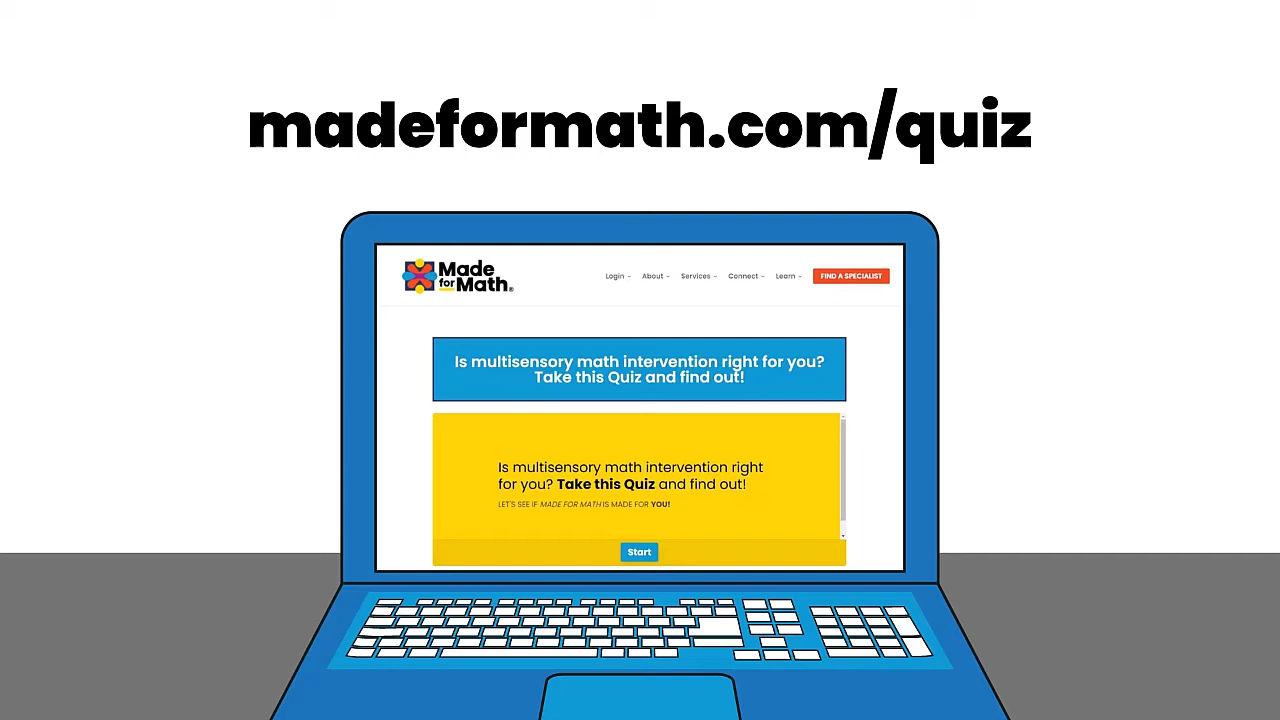 madeformath.com/quiz
Made
for Math®
Login About Services Connect Learn FIND A SPECIALIST
Is multisensory math intervention right for you?
Take this Quiz and find out!
Is multisensory math intervention right
for you? Take this Quiz and find out!
LET'S SEE IF MADE FOR MATH IS MADE FOR YOU!
Start